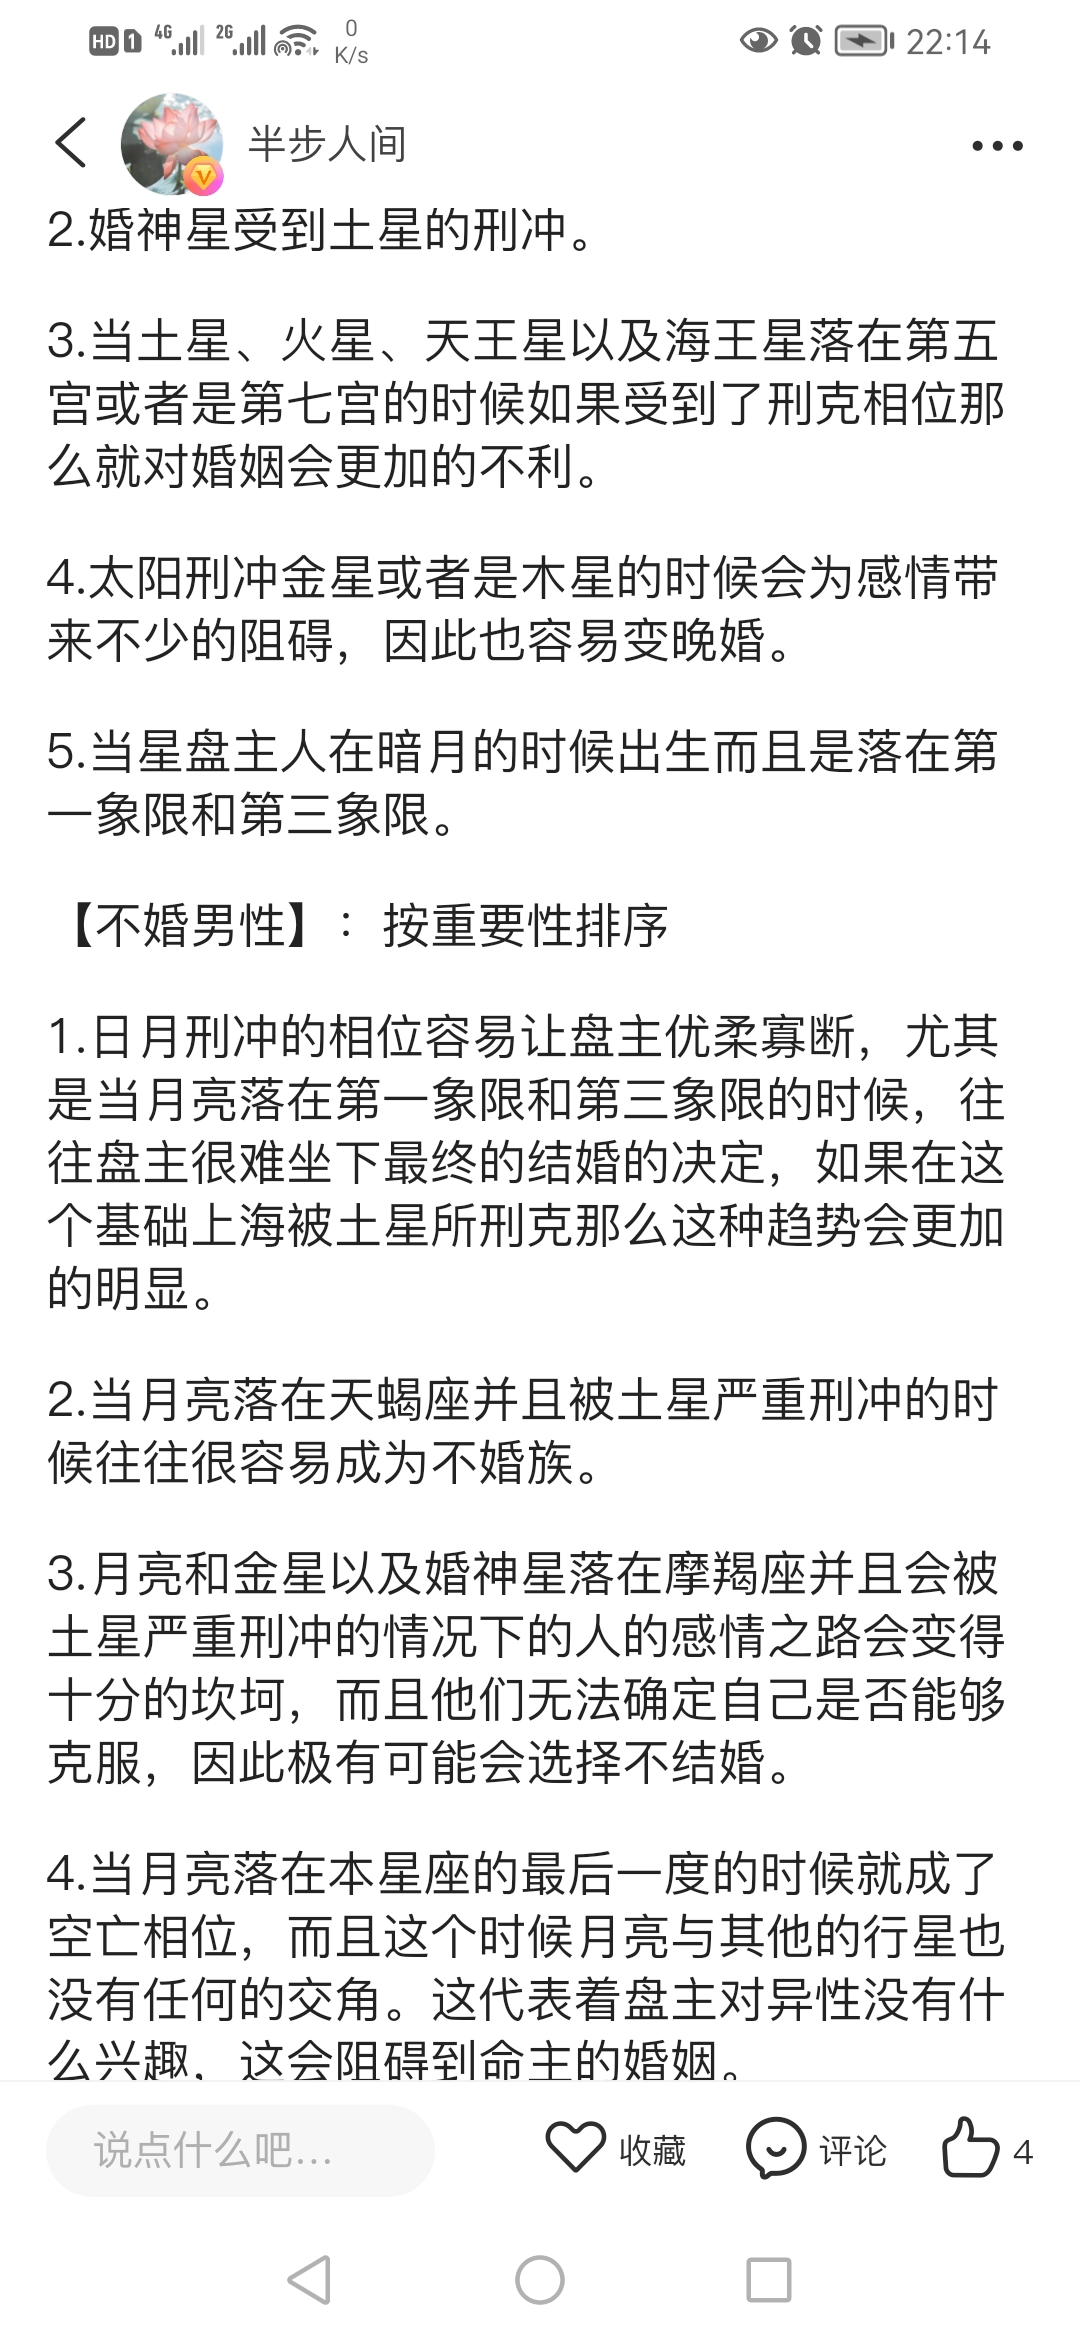 HD 1 4G 2G 0 K/s 22:14
半步人间
2.婚神星受到土星的刑冲。
3.当土星、火星、天王星以及海王星落在第五
宫或者是第七宫的时候如果受到了刑克相位那
么就对婚姻会更加的不利。
4.太阳刑冲金星或者是木星的时候会为感情带
来不少的阻碍，因此也容易变晚婚。
5.当星盘主人在暗月的时候出生而且是落在第
一象限和第三象限。
【不婚男性】：按重要性排序
1.日月刑冲的相位容易让盘主优柔寡断，尤其
是当月亮落在第一象限和第三象限的时候，往
往盘主很难坐下最终的结婚的决定，如果在这
个基础上海被土星所刑克那么这种趋势会更加
的明显。
2.当月亮落在天蝎座并且被土星严重刑冲的时
候往往很容易成为不婚族。
3.月亮和金星以及婚神星落在摩羯座并且会被
土星严重刑冲的情况下的人的感情之路会变得
十分的坎坷，而且他们无法确定自己是否能够
克服，因此极有可能会选择不结婚。
4.当月亮落在本星座的最后一度的时候就成了
空亡相位，而且这个时候月亮与其他的行星也
没有任何的交角。这代表着盘主对异性没有什
么兴趣，这会阻碍到命主的婚姻。
说点什么吧... 收藏 评论 4